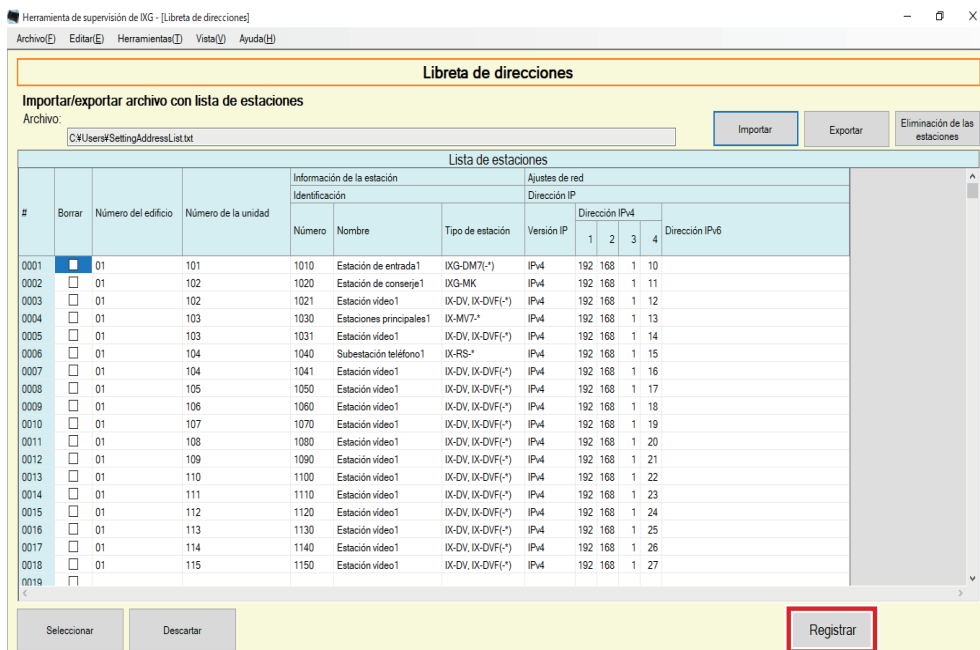 Herramienta de supervisión de IXG - [Libreta de direcciones]
Archivo(F) Editar(E) Herramientas(T) Vista(V) Ayuda(H)
Libreta de direcciones
Importar/exportar archivo con lista de estaciones
Archivo:
C:¥Users¥SettingAddressList.txt
Importar
Exportar
Eliminación de las
estaciones
Lista de estaciones
Información de la estación Ajustes de red
Identificación Dirección IP
# Borrar Número del edificio Número de la unidad Número Nombre Tipo de estación Versión IP Dirección IPv4 Dirección IPv6
1 2 3 4
0001 01 101 1010 Estación de entrada1 IXG-DM7(-*) IPv4 192 168 1 10
0002 01 102 1020 Estación de conserje1 IXG-MK IPv4 192 168 1 11
0003 01 102 1021 Estación vídeo1 IX-DV, IX-DVF(-*) IPv4 192 168 1 12
0004 01 103 1030 Estaciones principales1 IX-MV7-* IPv4 192 168 1 13
0005 01 103 1031 Estación vídeo1 IX-DV, IX-DVF(-*) IPv4 192 168 1 14
0006 01 104 1040 Subestación teléfono1 IX-RS-* IPv4 192 168 1 15
0007 01 104 1041 Estación vídeo1 IX-DV, IX-DVF(-*) IPv4 192 168 1 16
0008 01 105 1050 Estación vídeo1 IX-DV, IX-DVF(-*) IPv4 192 168 1 17
0009 01 106 1060 Estación vídeo1 IX-DV, IX-DVF(-*) IPv4 192 168 1 18
0010 01 107 1070 Estación vídeo1 IX-DV, IX-DVF(-*) IPv4 192 168 1 19
0011 01 108 1080 Estación vídeo1 IX-DV, IX-DVF(-*) IPv4 192 168 1 20
0012 01 109 1090 Estación vídeo1 IX-DV, IX-DVF(-*) IPv4 192 168 1 21
0013 01 110 1100 Estación vídeo1 IX-DV, IX-DVF(-*) IPv4 192 168 1 22
0014 01 111 1110 Estación vídeo1 IX-DV, IX-DVF(-*) IPv4 192 168 1 23
0015 01 112 1120 Estación vídeo1 IX-DV, IX-DVF(-*) IPv4 192 168 1 24
0016 01 113 1130 Estación vídeo1 IX-DV, IX-DVF(-*) IPv4 192 168 1 25
0017 01 114 1140 Estación vídeo1 IX-DV, IX-DVF(-*) IPv4 192 168 1 26
0018 01 115 1150 Estación vídeo1 IX-DV, IX-DVF(-*) IPv4 192 168 1 27
0019
Seleccionar Descartar Registrar